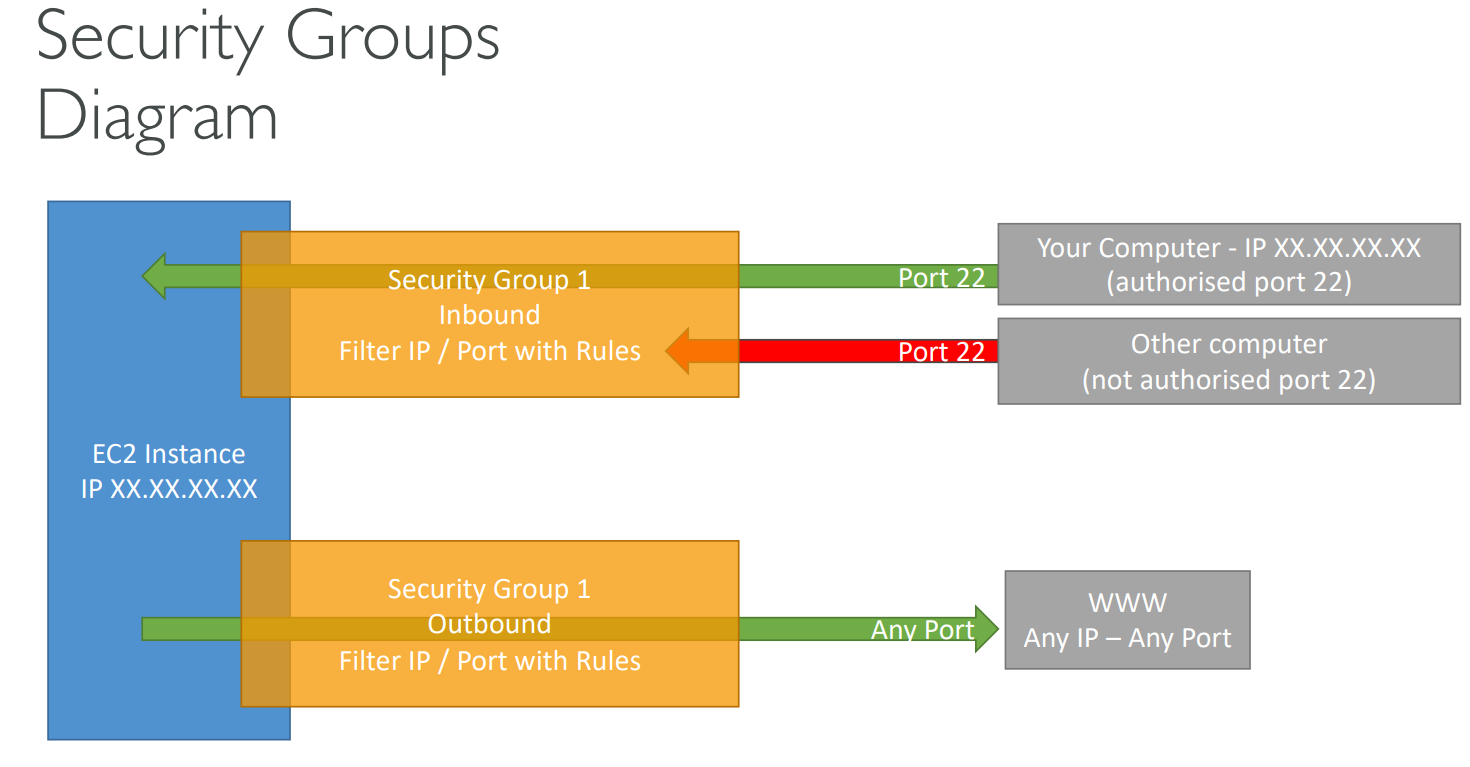 Security Groups
Diagram
Your Computer - IP XX.XX.XX.XX
(authorised port 22)
Port 22
Security Group 1
Inbound
Filter IP / Port with Rules
Port 22
Other computer
(not authorised port 22)
EC2 Instance
IP XX.XX.XX.XX
Security Group 1
Outbound
Filter IP / Port with Rules
Any Port
WWW
Any IP – Any Port